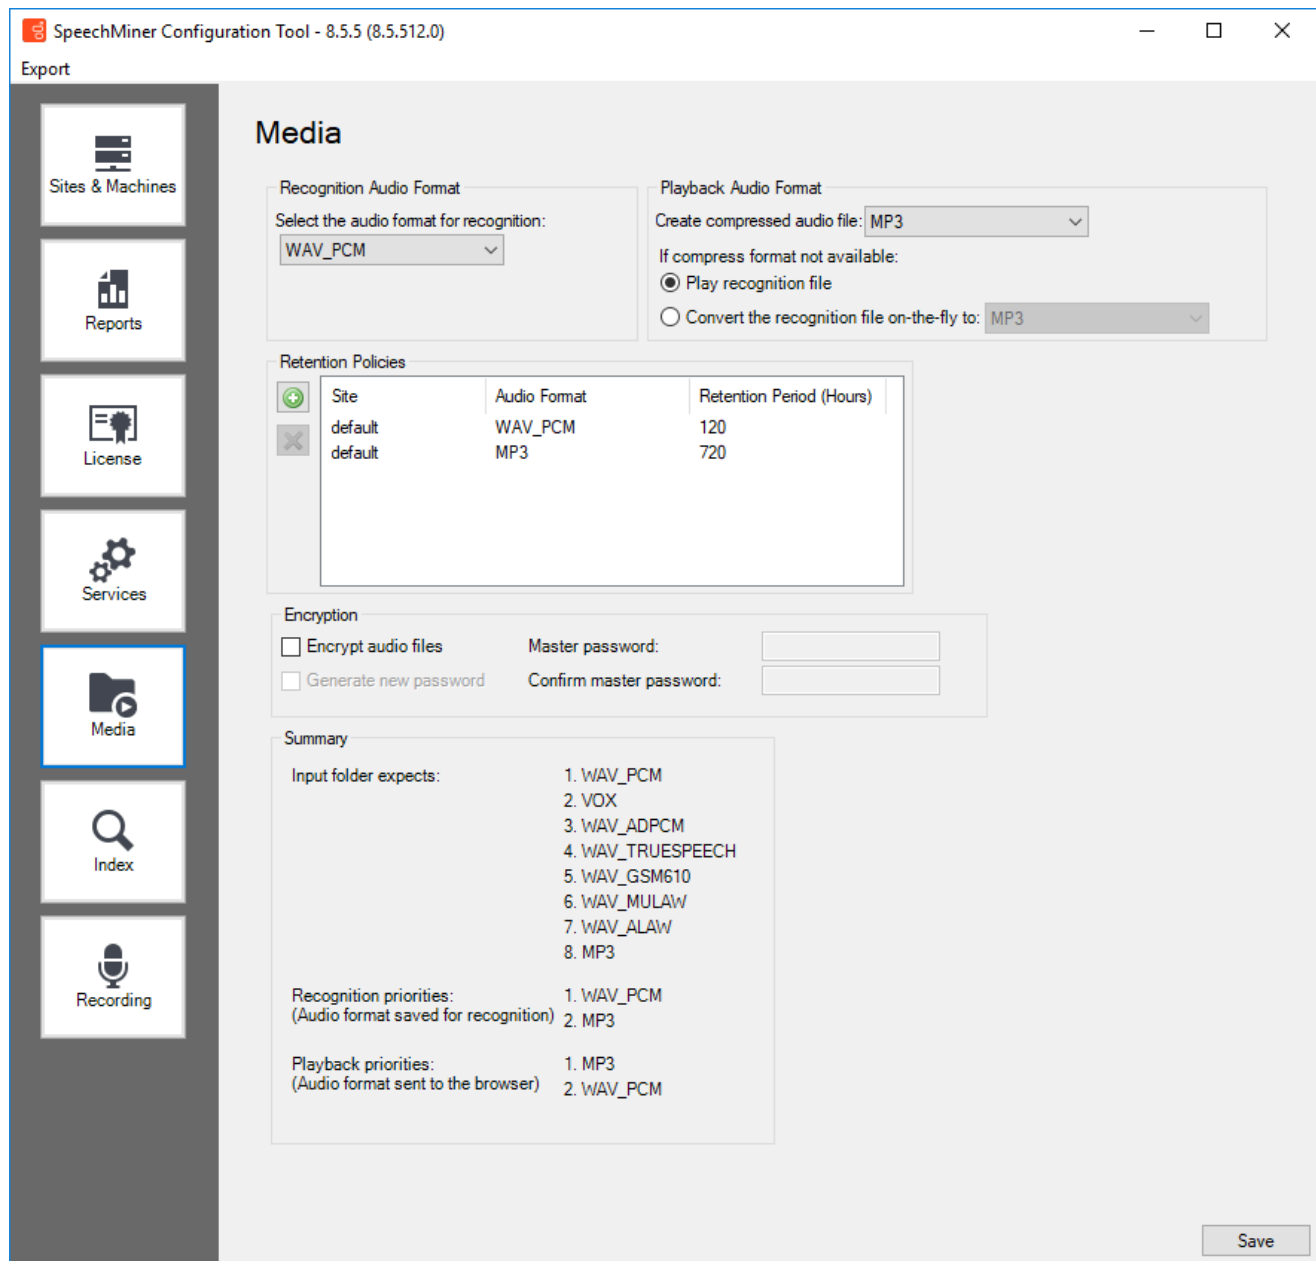 SpeechMiner Configuration Tool - 8.5.5 (8.5.512.0)
Export
Sites & Machines
Reports
License
Services
Media
Index
Recording
Media
Recognition Audio Format
Select the audio format for recognition:
WAV_PCM
Playback Audio Format
Create compressed audio file: MP3
If compress format not available:
Play recognition file
Convert the recognition file on-the-fly to: MP3
Retention Policies
Site Audio Format Retention Period (Hours)
default WAV_PCM 120
default MP3 720
Encryption
Encrypt audio files Master password:
Generate new password Confirm master password:
Summary
Input folder expects: 1. WAV_PCM
2. VOX
3. WAV_ADPCM
4. WAV_TRUESPEECH
5. WAV_GSM610
6. WAV_MULAW
7. WAV_ALAW
8. MP3
Recognition priorities: 1. WAV_PCM
(Audio format saved for recognition) 2. MP3
Playback priorities: 1. MP3
(Audio format sent to the browser) 2. WAV_PCM
Save